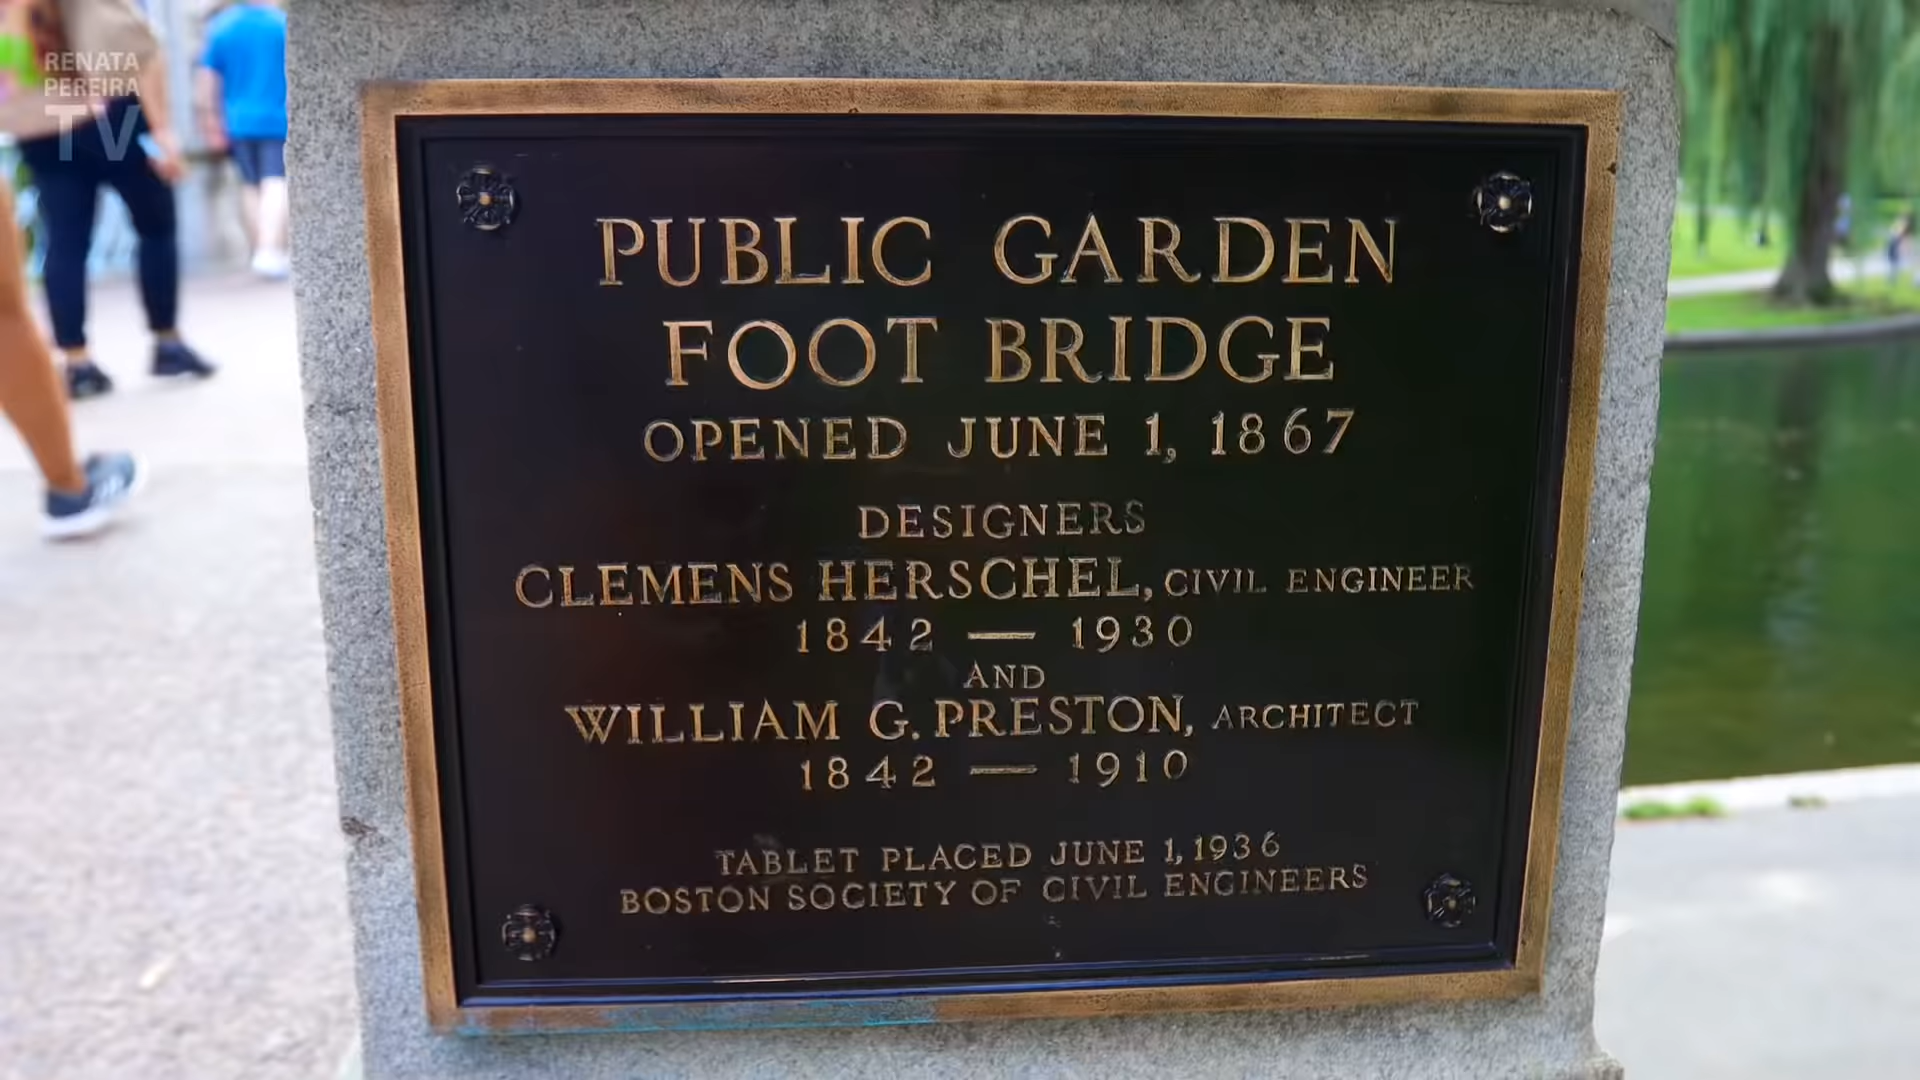 RENATA
PEREIRA
TV
PUBLIC GARDEN
FOOT BRIDGE
OPENED JUNE 1, 1867
DESIGNERS
CLEMENS HERSCHEL, CIVIL ENGINEER
1842 — 1930
AND
WILLIAM G. PRESTON, ARCHITECT
1842 — 1910
TABLET PLACED JUNE 1, 1936
BOSTON SOCIETY OF CIVIL ENGINEERS